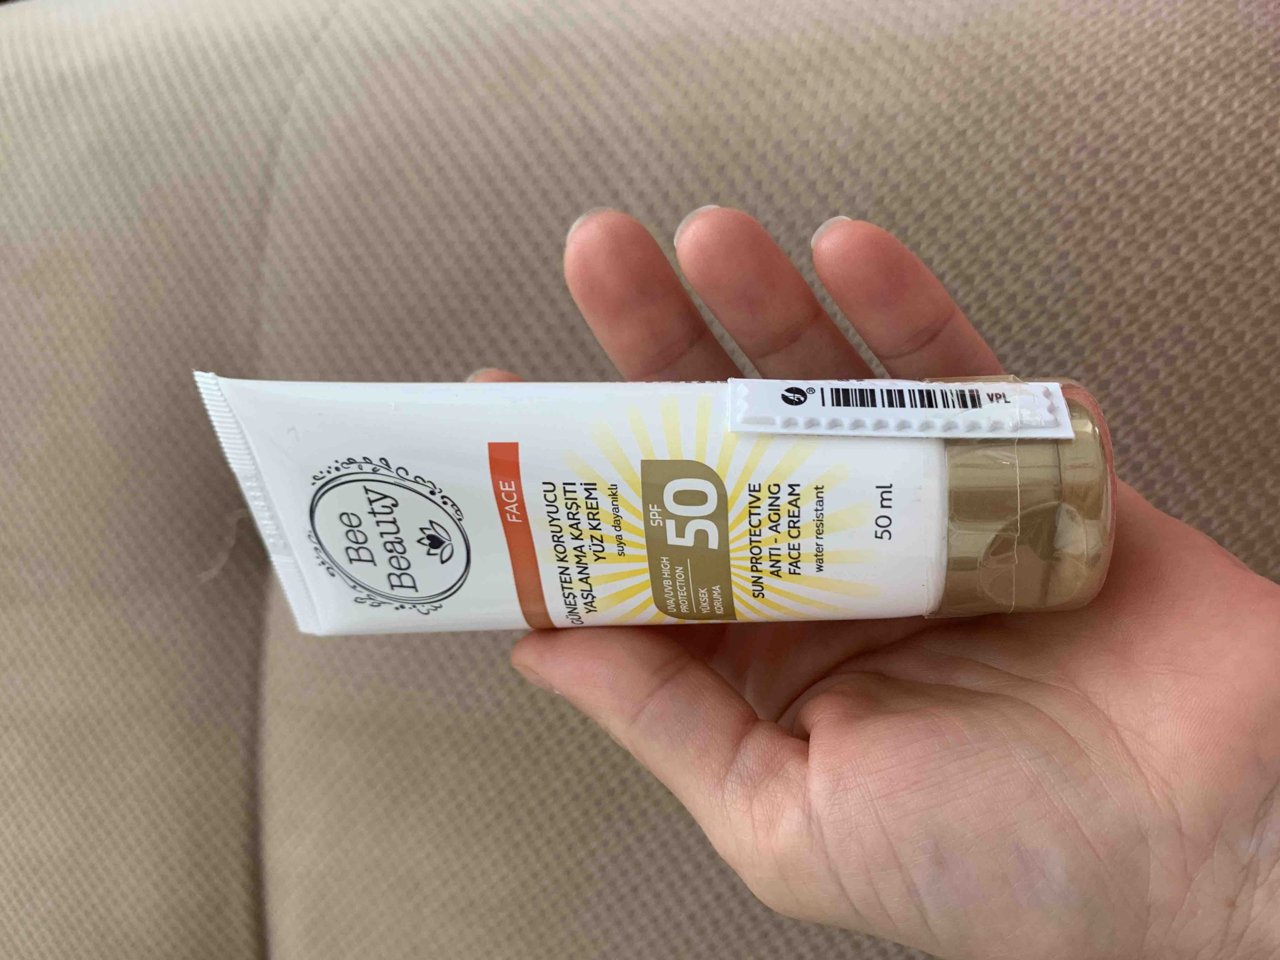 Bee
Beauty
FACE
GÜNEŞTEN KORUYUCU
YAŞLANMA KARŞITI
YÜZ KREMİ
suya dayanıklı
UVA/UVB HIGH
PROTECTION
YÜKSEK
KORUMA
SPF
50
SUN PROTECTIVE
ANTI - AGING
FACE CREAM
water resistant
50 ml
VPL